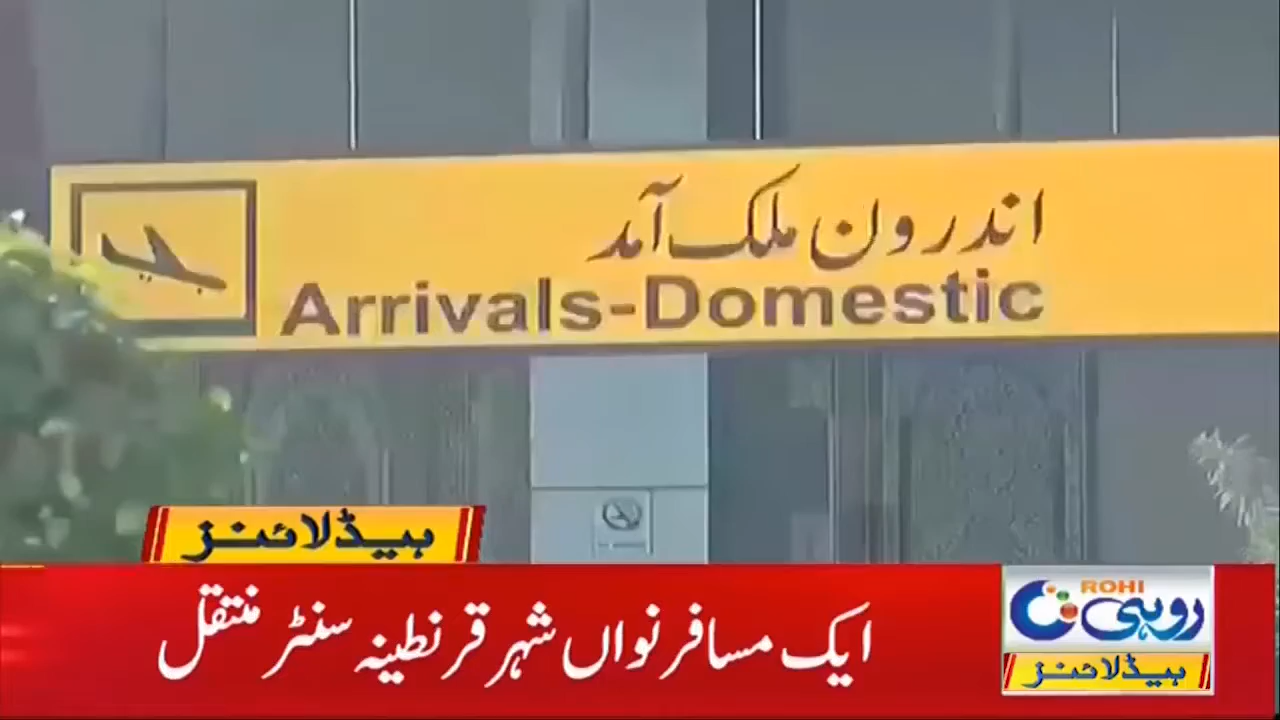 اندرون ملک آمد
Arrivals-Domestic
ہیڈلائنز
ایک مسافر نواں شہر قرنطینہ سنٹر منتقل
ROHI
روہی
ہیڈلائنز